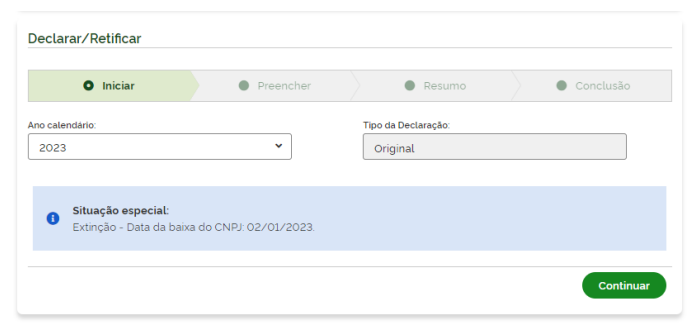 Declarar/Retificar
Iniciar
Preencher
Resumo
Conclusão
Ano calendário:
Tipo da Declaração:
2023
Original
Situação especial:
Extinção - Data da baixa do CNPJ: 02/01/2023.
Continuar